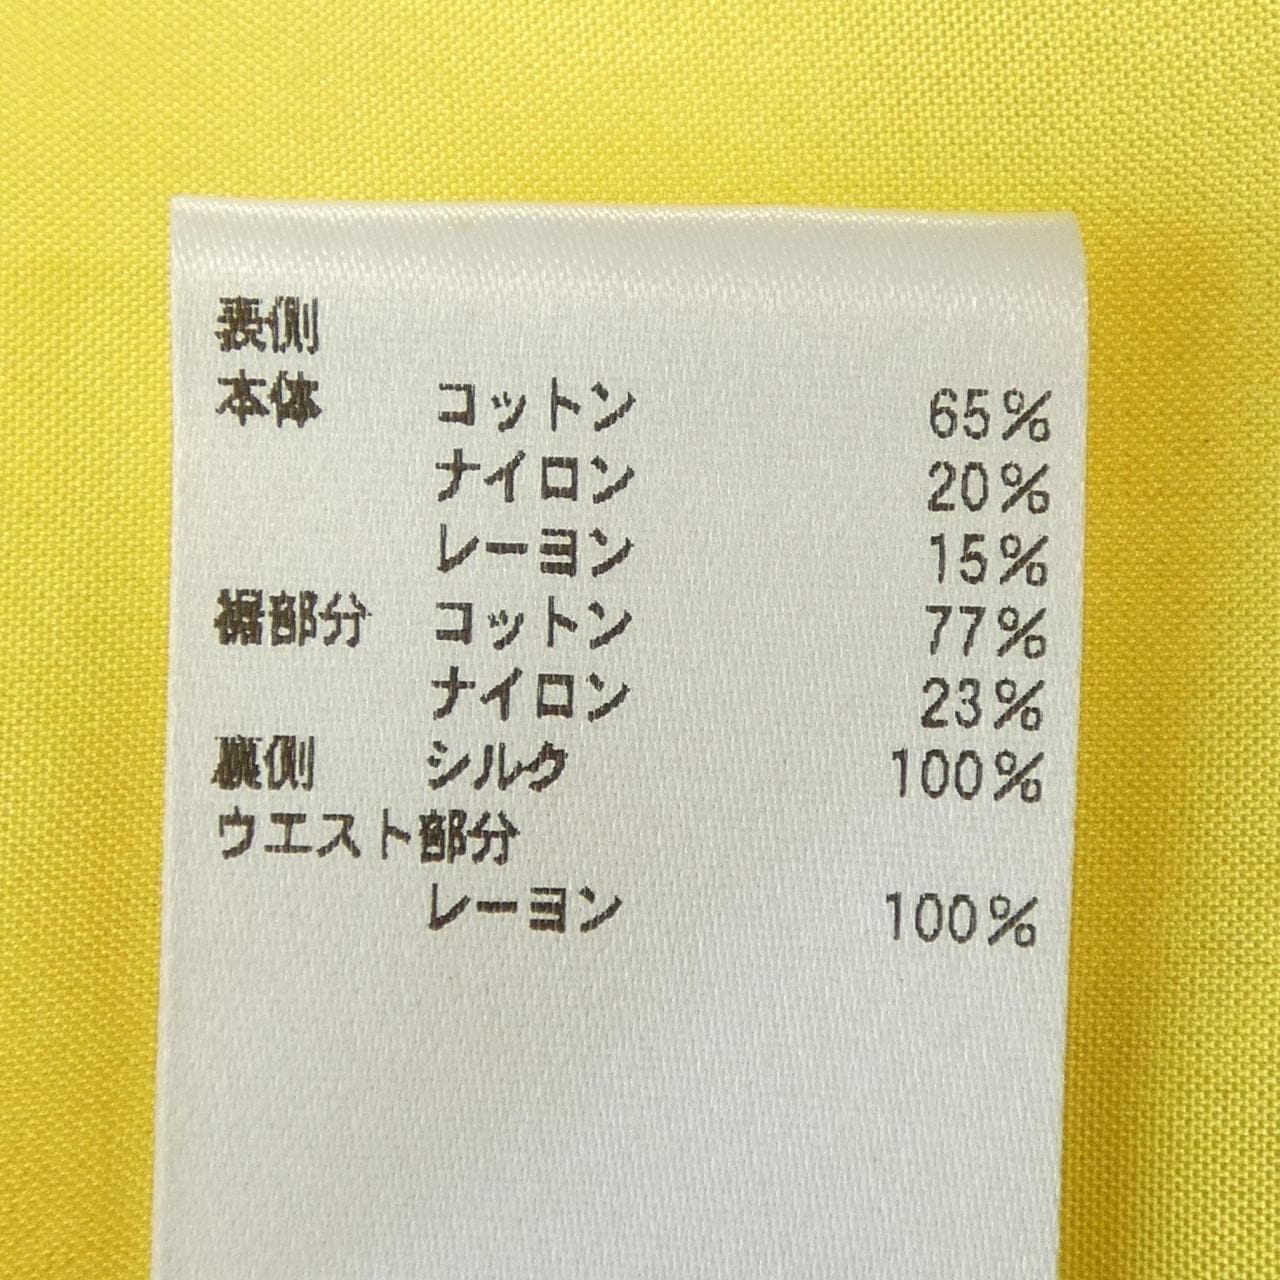 表側
本体 コットン 65%
ナイロン 20%
レーヨン 15%
裾部分 コットン 77%
ナイロン 23%
裏側 シルク 100%
ウエスト部分
レーヨン 100%